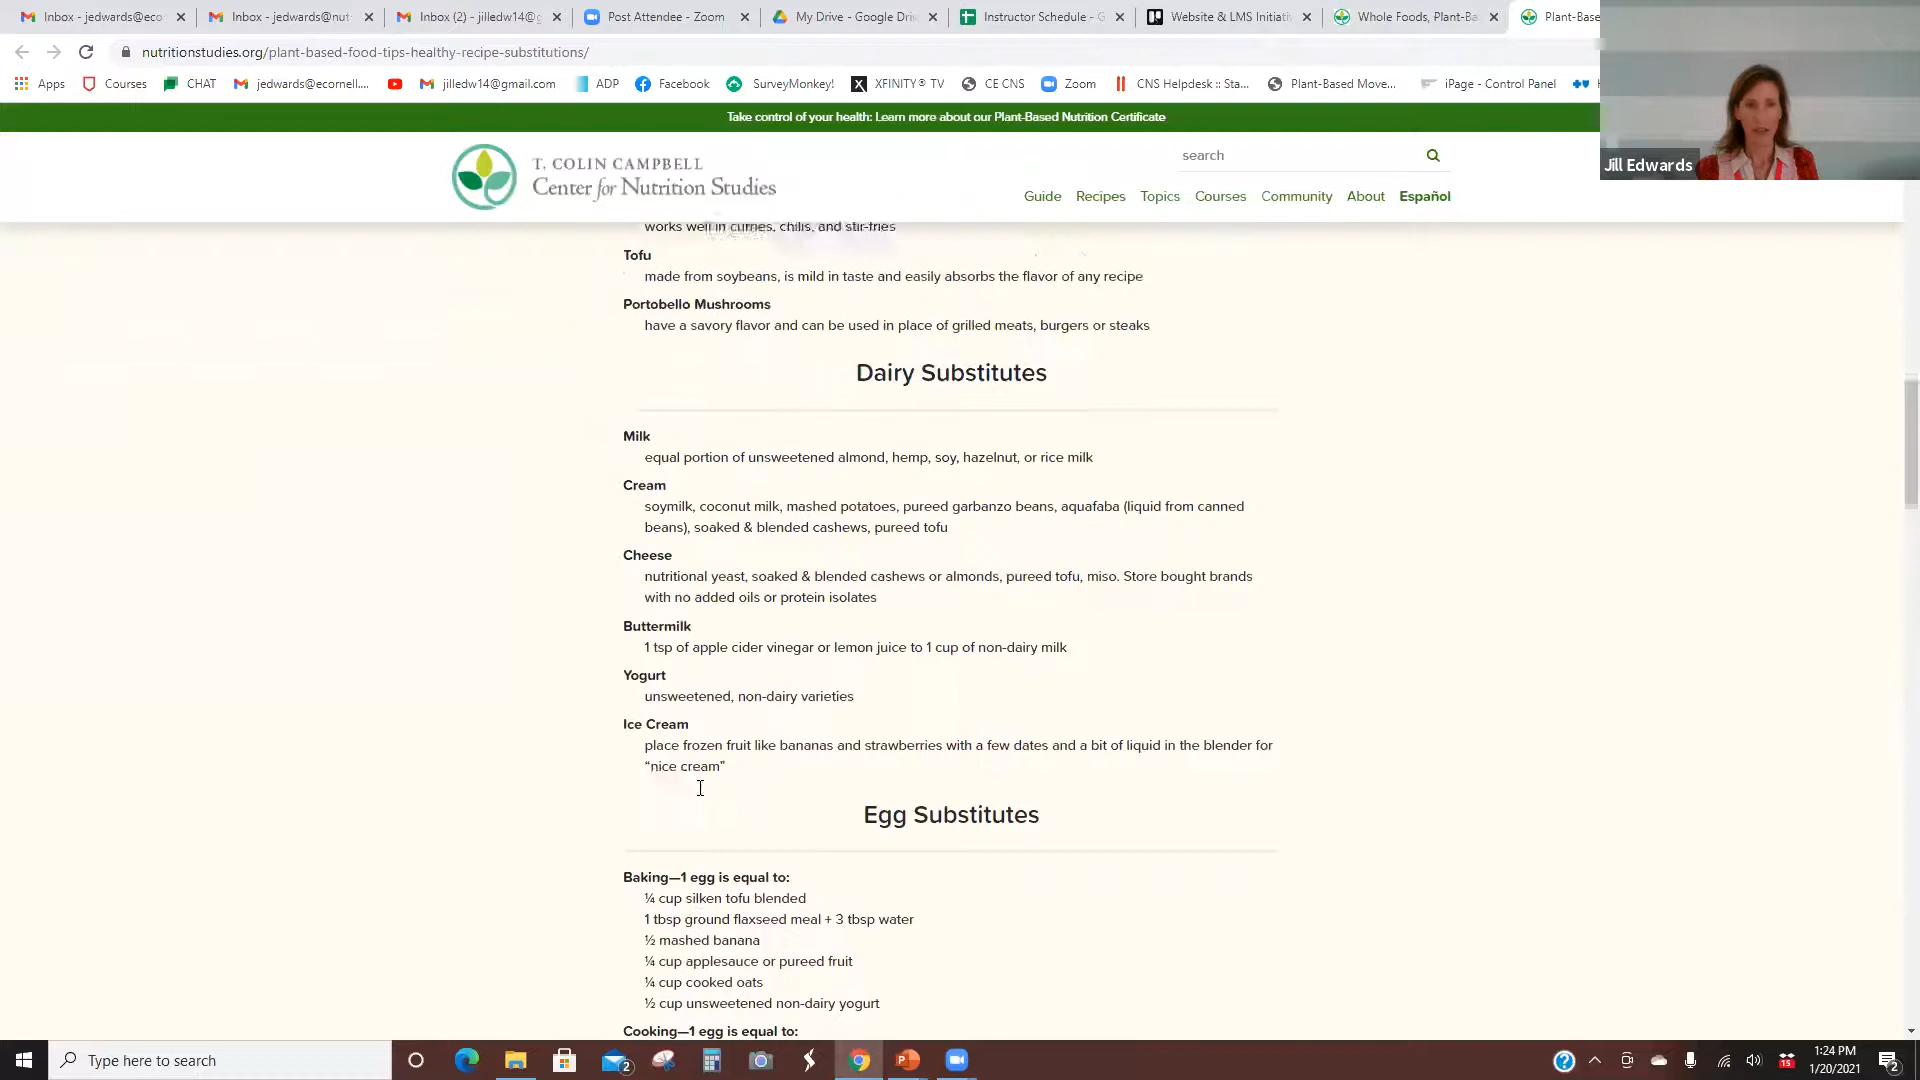 Inbox - jedwards@eco
Inbox - jedwards@nut
Inbox (2) - jilledw14@g
Post Attendee - Zoom
My Drive - Google Dri
Instructor Schedule - G
Website & LMS Initiati
Whole Foods, Plant-Ba
Plant-Base
nutritionstudies.org/plant-based-food-tips-healthy-recipe-substitutions/
Apps
Courses
CHAT
jedwards@ecornell....
jilledw14@gmail.com
ADP
Facebook
SurveyMonkey!
XFINITY® TV
CE CNS
Zoom
CNS Helpdesk :: Sta...
Plant-Based Move...
iPage - Control Panel
Take control of your health: Learn more about our Plant-Based Nutrition Certificate
T. COLIN CAMPBELL
Center for Nutrition Studies
search
Guide
Recipes
Topics
Courses
Community
About
Español
Jill Edwards
works well in curries, chilis, and stir-fries
Tofu
made from soybeans, is mild in taste and easily absorbs the flavor of any recipe
Portobello Mushrooms
have a savory flavor and can be used in place of grilled meats, burgers or steaks
Dairy Substitutes
Milk
equal portion of unsweetened almond, hemp, soy, hazelnut, or rice milk
Cream
soymilk, coconut milk, mashed potatoes, pureed garbanzo beans, aquafaba (liquid from canned
beans), soaked & blended cashews, pureed tofu
Cheese
nutritional yeast, soaked & blended cashews or almonds, pureed tofu, miso. Store bought brands
with no added oils or protein isolates
Buttermilk
1 tsp of apple cider vinegar or lemon juice to 1 cup of non-dairy milk
Yogurt
unsweetened, non-dairy varieties
Ice Cream
place frozen fruit like bananas and strawberries with a few dates and a bit of liquid in the blender for
“nice cream”
Egg Substitutes
Baking—1 egg is equal to:
¼ cup silken tofu blended
1 tbsp ground flaxseed meal + 3 tbsp water
½ mashed banana
¼ cup applesauce or pureed fruit
¼ cup cooked oats
½ cup unsweetened non-dairy yogurt
Cooking—1 egg is equal to:
Type here to search
2
15
1:24 PM
1/20/2021
2